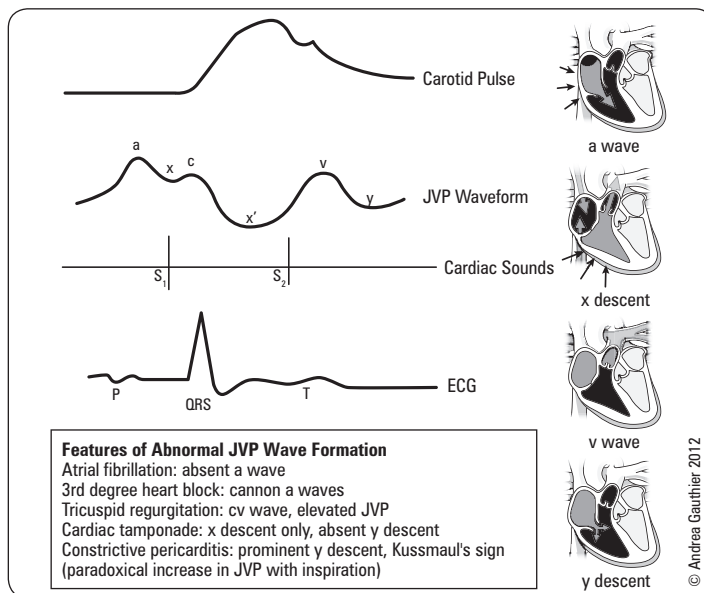 Carotid Pulse
a wave
a
x
c
x'
v
y
JVP Waveform
S1
S2
Cardiac Sounds
x descent
P
QRS
T
ECG
v wave
Features of Abnormal JVP Wave Formation
Atrial fibrillation: absent a wave
3rd degree heart block: cannon a waves
Tricuspid regurgitation: cv wave, elevated JVP
Cardiac tamponade: x descent only, absent y descent
Constrictive pericarditis: prominent y descent, Kussmaul's sign
(paradoxical increase in JVP with inspiration)
y descent
© Andrea Gauthier 2012